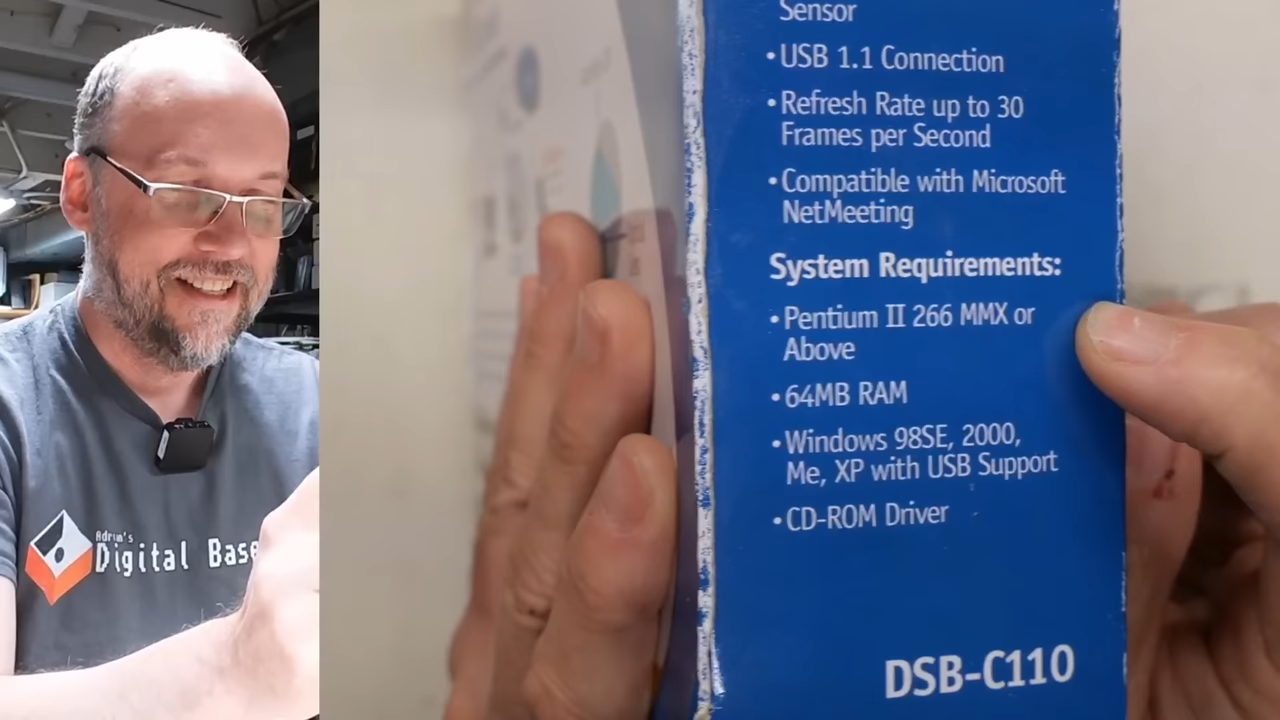 Adrian's
Digital Base
Sensor
•USB 1.1 Connection
•Refresh Rate up to 30
Frames per Second
•Compatible with Microsoft
NetMeeting
System Requirements:
•Pentium II 266 MMX or
Above
•64MB RAM
•Windows 98SE, 2000,
Me, XP with USB Support
•CD-ROM Driver
DSB-C110